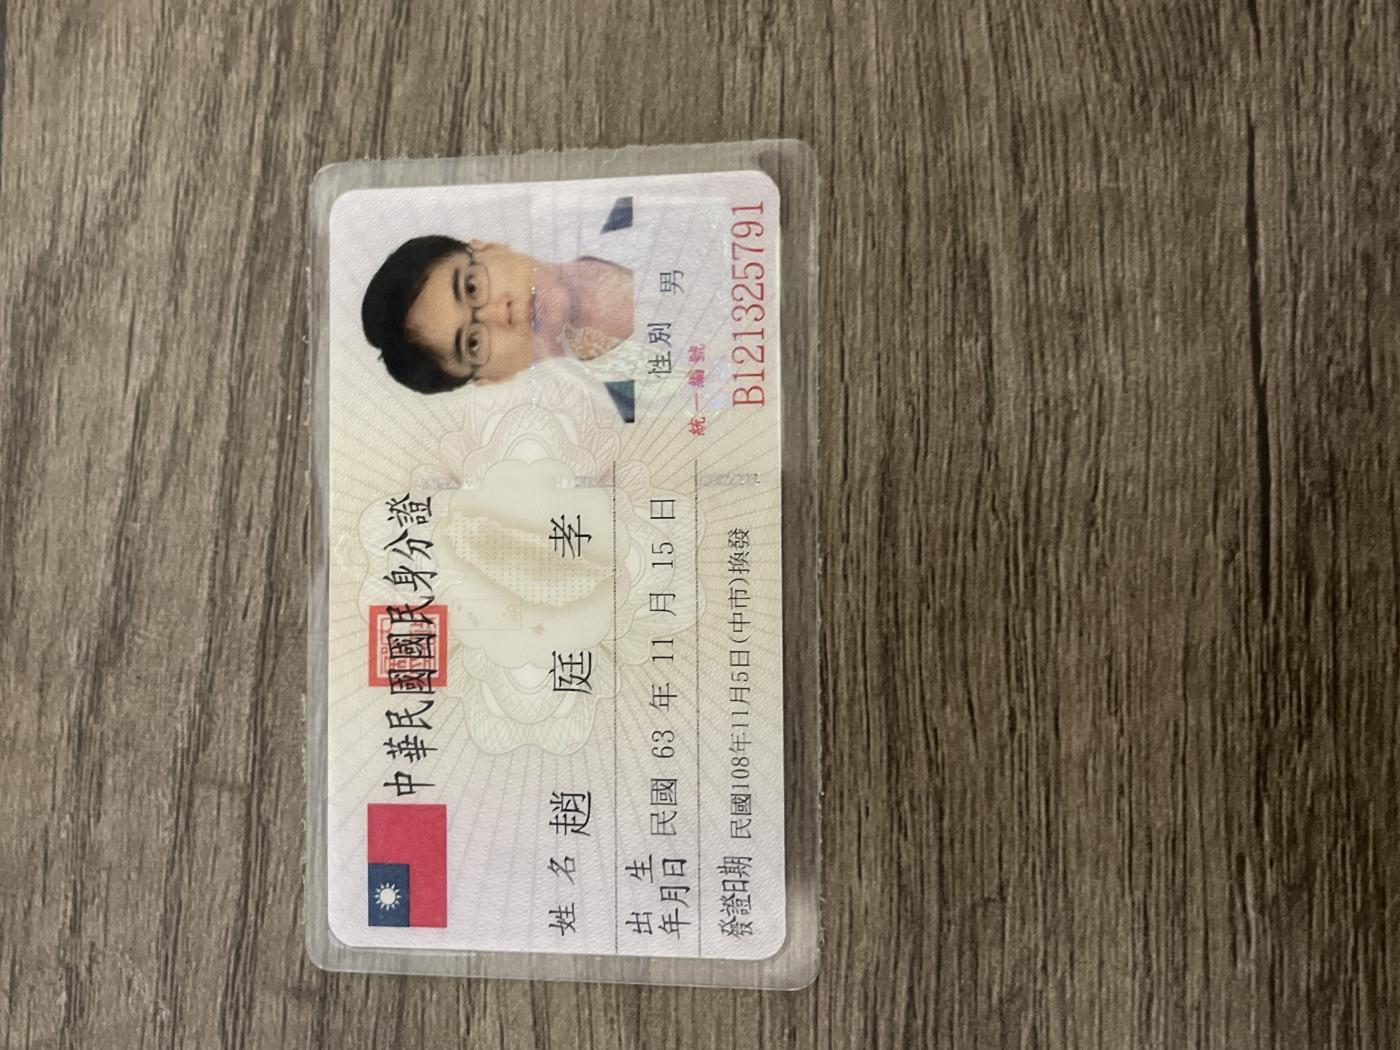 中華民國國民身分證
姓名 趙庭孝
出生年月日 民國 63 年 11 月 15 日
性別 男
發證日期 民國108年11月5日(中市)換發
統一編號
B121325791